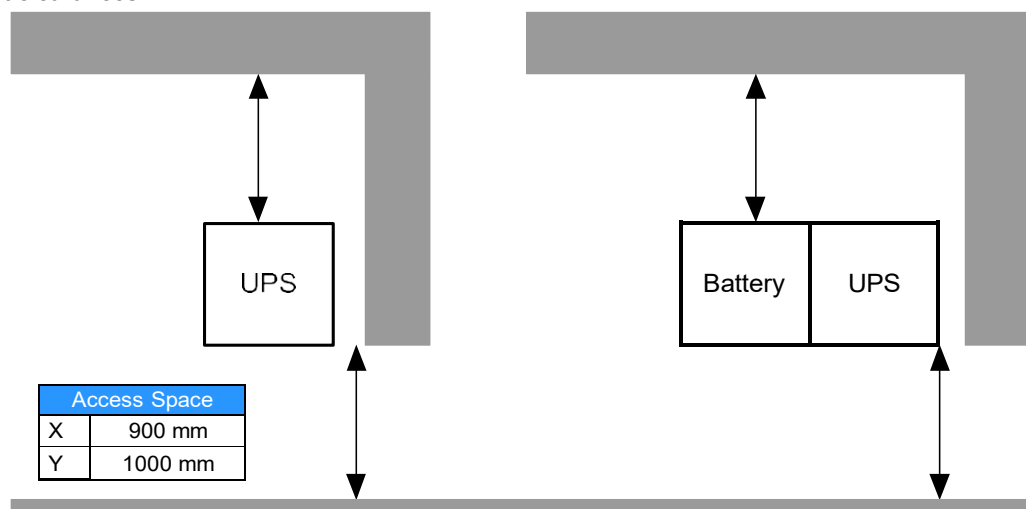 UPS
Battery UPS
Access Space
X 900 mm
Y 1000 mm